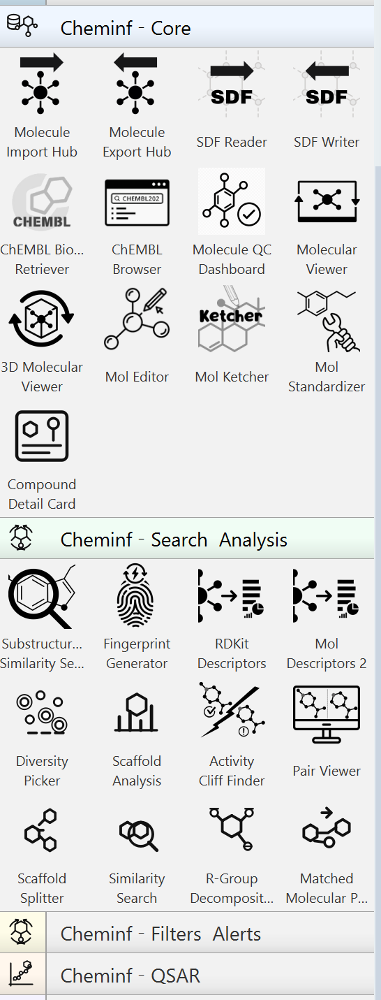 Cheminf - Core
Molecule Import Hub
Molecule Export Hub
SDF
SDF Reader
SDF
SDF Writer
CHEMBL
ChEMBL Bio... Retriever
CHEMBL202
ChEMBL Browser
Molecule QC Dashboard
Molecular Viewer
3D Molecular Viewer
Mol Editor
Ketcher
Mol Ketcher
Mol Standardizer
Compound Detail Card
Cheminf - Search Analysis
Substructur... Similarity Se...
Fingerprint Generator
RDKit Descriptors
Mol Descriptors 2
Diversity Picker
Scaffold Analysis
Activity Cliff Finder
Pair Viewer
Scaffold Splitter
Similarity Search
R-Group Decomposit...
Matched Molecular P...
Cheminf - Filters Alerts
Cheminf - QSAR